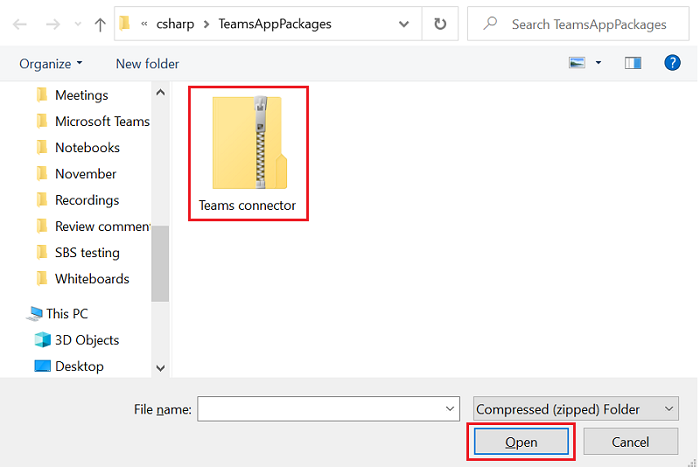 « csharp > TeamsAppPackages
Search TeamsAppPackages
Organize
New folder
?
Meetings
Microsoft Teams
Notebooks
November
Recordings
Review commen
SBS testing
Whiteboards
This PC
3D Objects
Desktop
Teams connector
File name:
Compressed (zipped) Folder
Open
Cancel